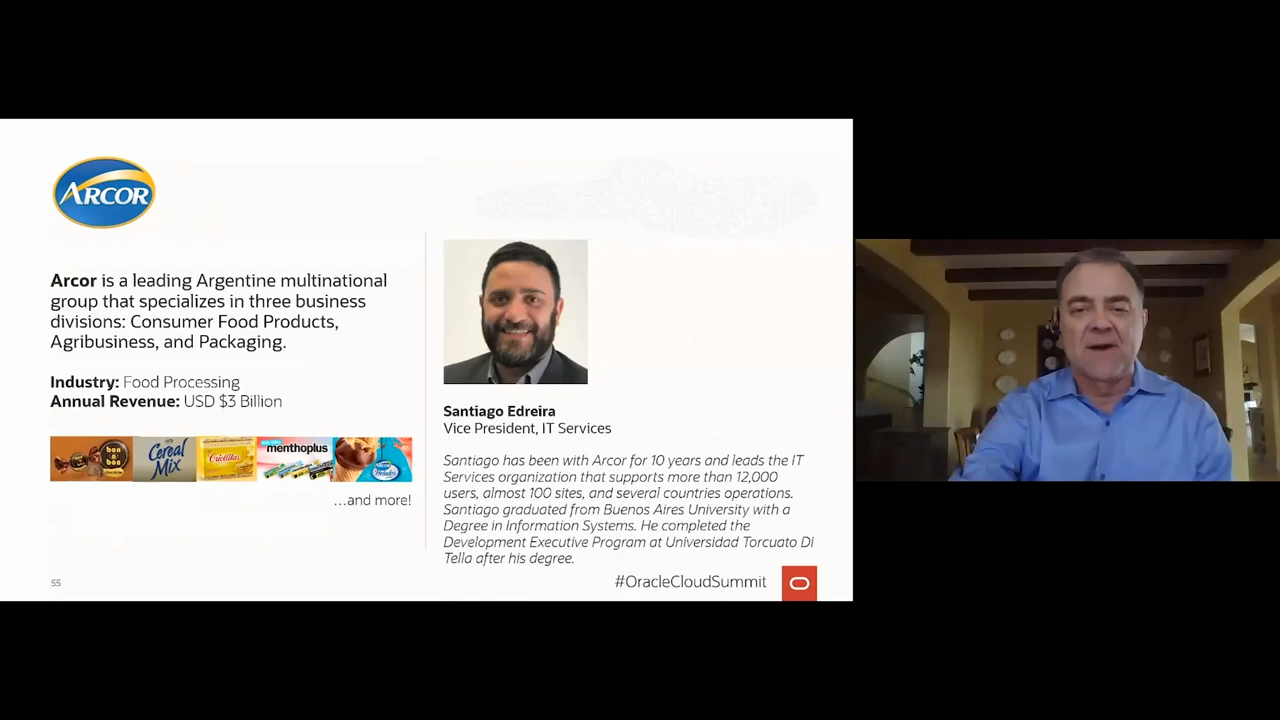 ARCOR
Arcor is a leading Argentine multinational
group that specializes in three business
divisions: Consumer Food Products,
Agribusiness, and Packaging.
Industry: Food Processing
Annual Revenue: USD $3 Billion
bon
o
bon
Cereal
Mix
Criollitas
menthoplus
ARCOR
Helados
...and more!
55
Santiago Edreira
Vice President, IT Services
Santiago has been with Arcor for 10 years and leads the IT
Services organization that supports more than 12,000
users, almost 100 sites, and several countries operations.
Santiago graduated from Buenos Aires University with a
Degree in Information Systems. He completed the
Development Executive Program at Universidad Torcuato Di
Tella after his degree.
#OracleCloudSummit